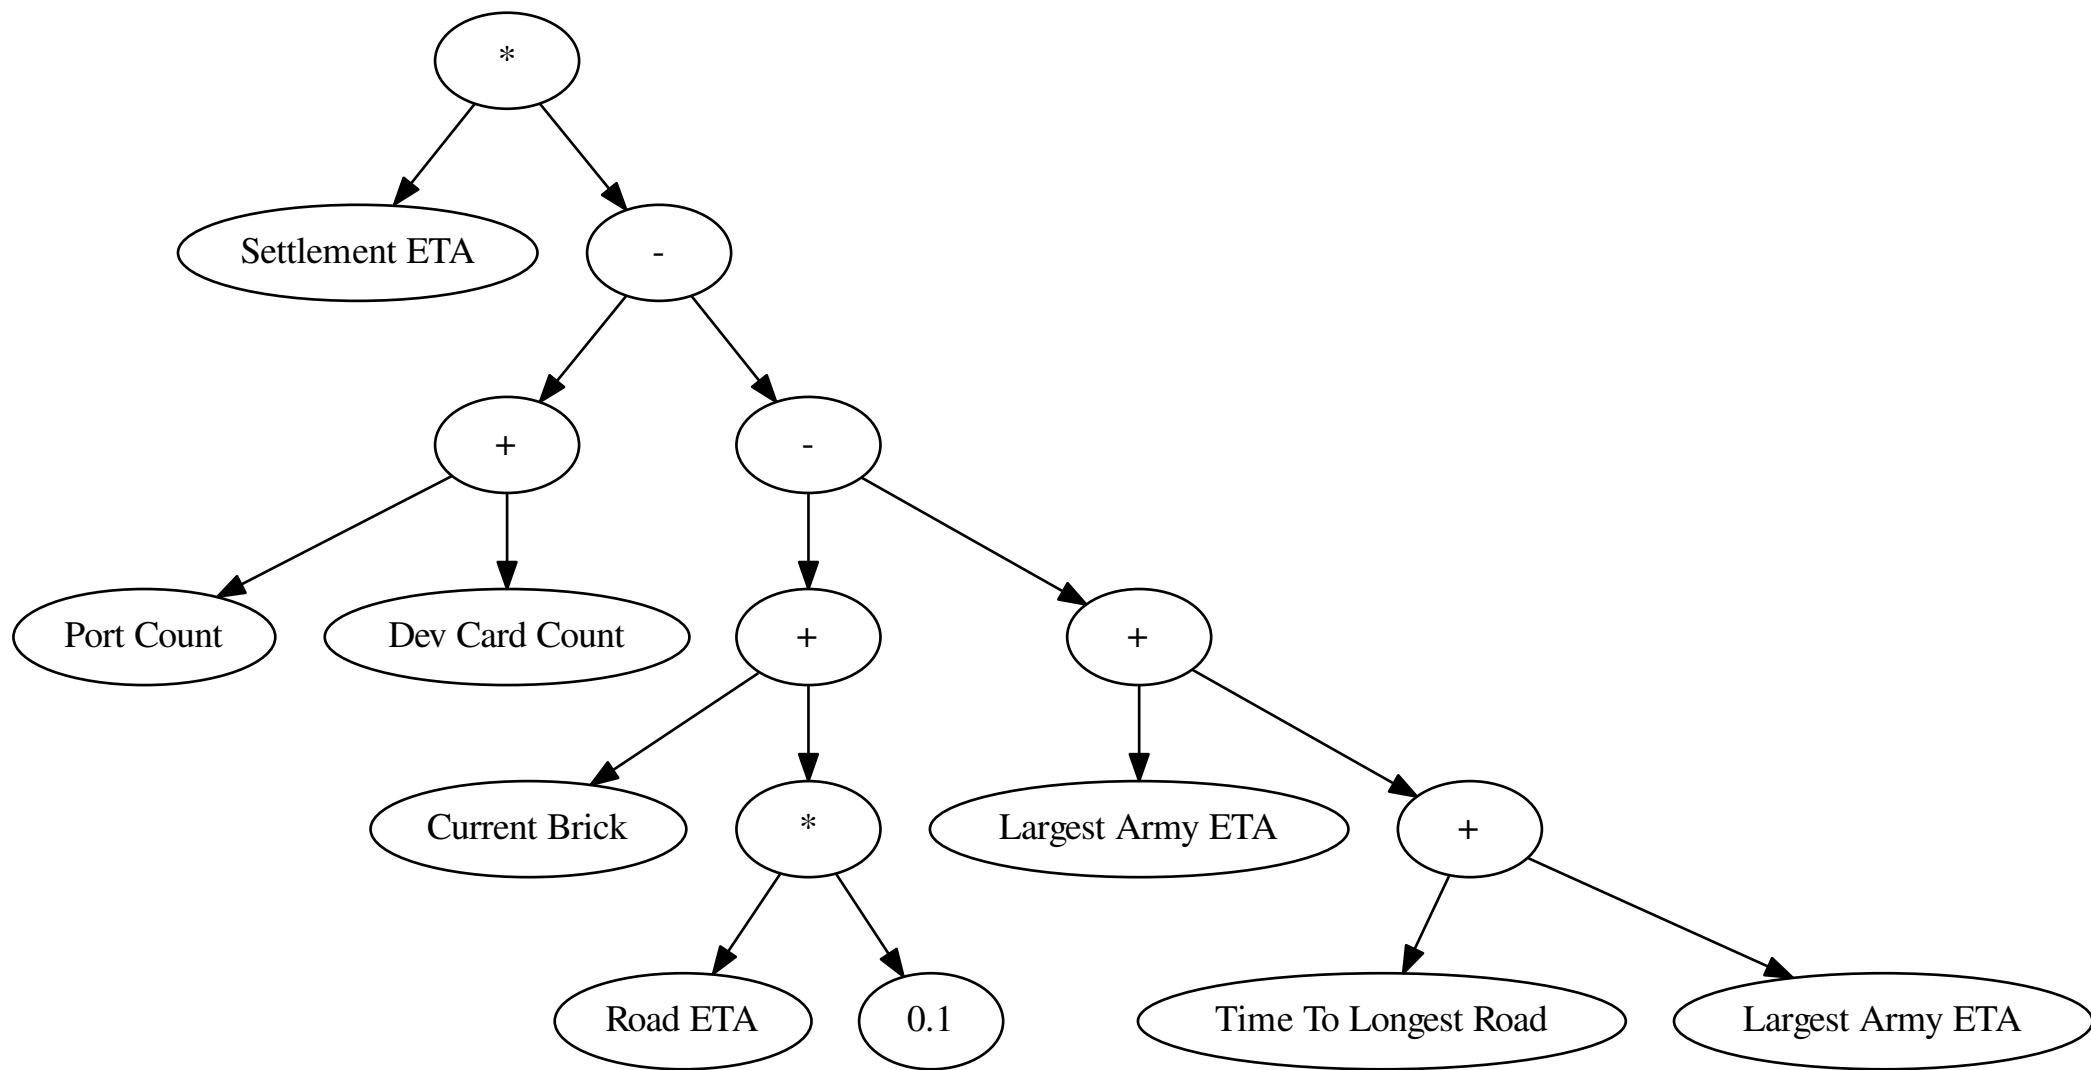 *
Settlement ETA
-
+
-
Port Count
Dev Card Count
+
+
Current Brick
*
Largest Army ETA
+
Road ETA
0.1
Time To Longest Road
Largest Army ETA